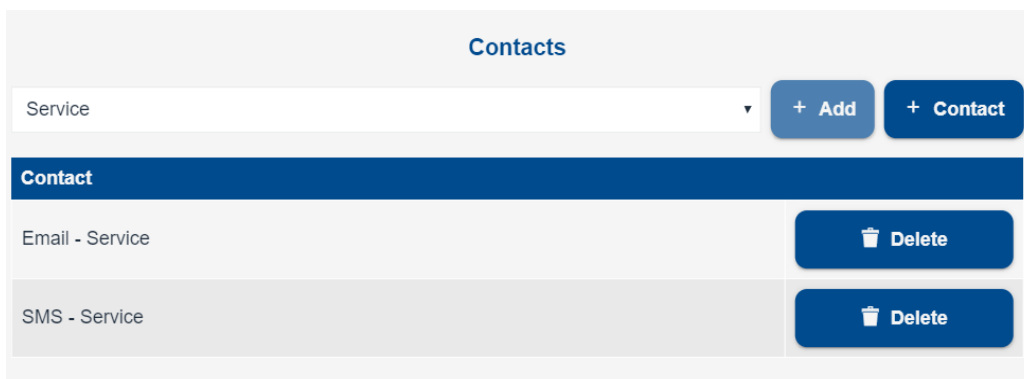 Contacts
Service
+ Add
+ Contact
Contact
Email - Service
Delete
SMS - Service
Delete